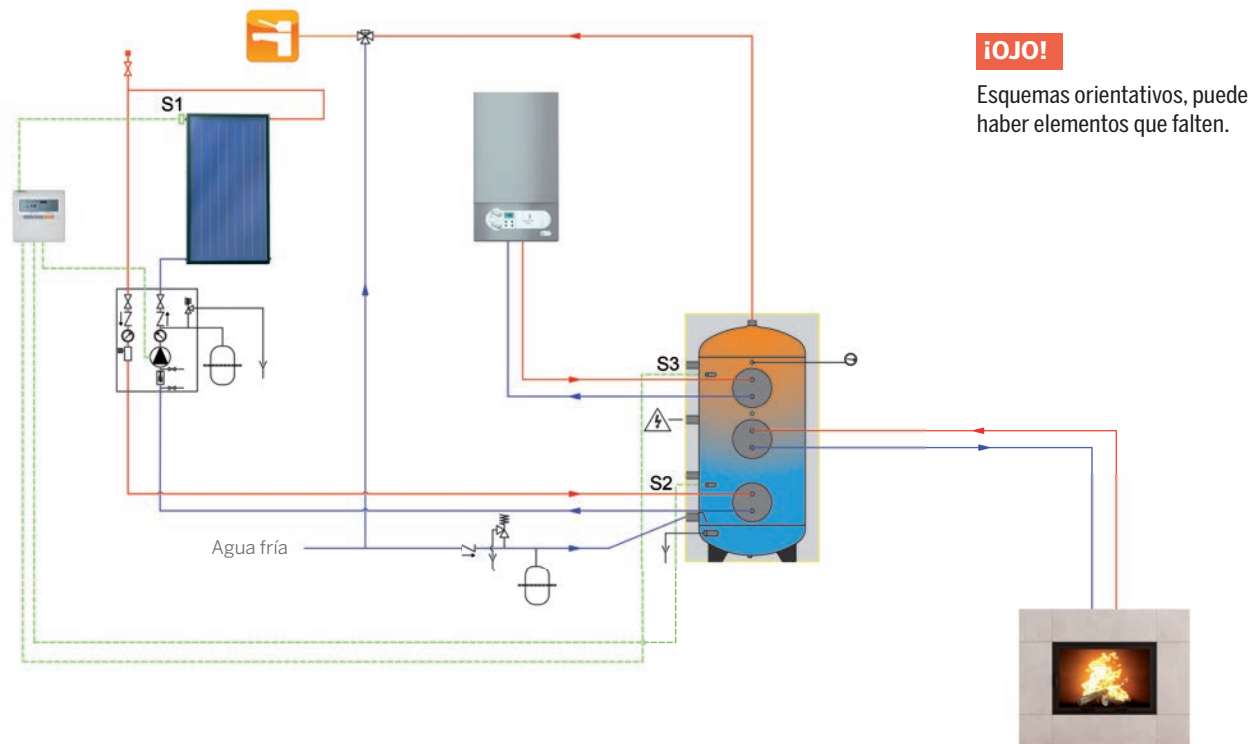 ¡OJO!
Esquemas orientativos, puede
haber elementos que falten.
S1
S3
S2
Agua fría